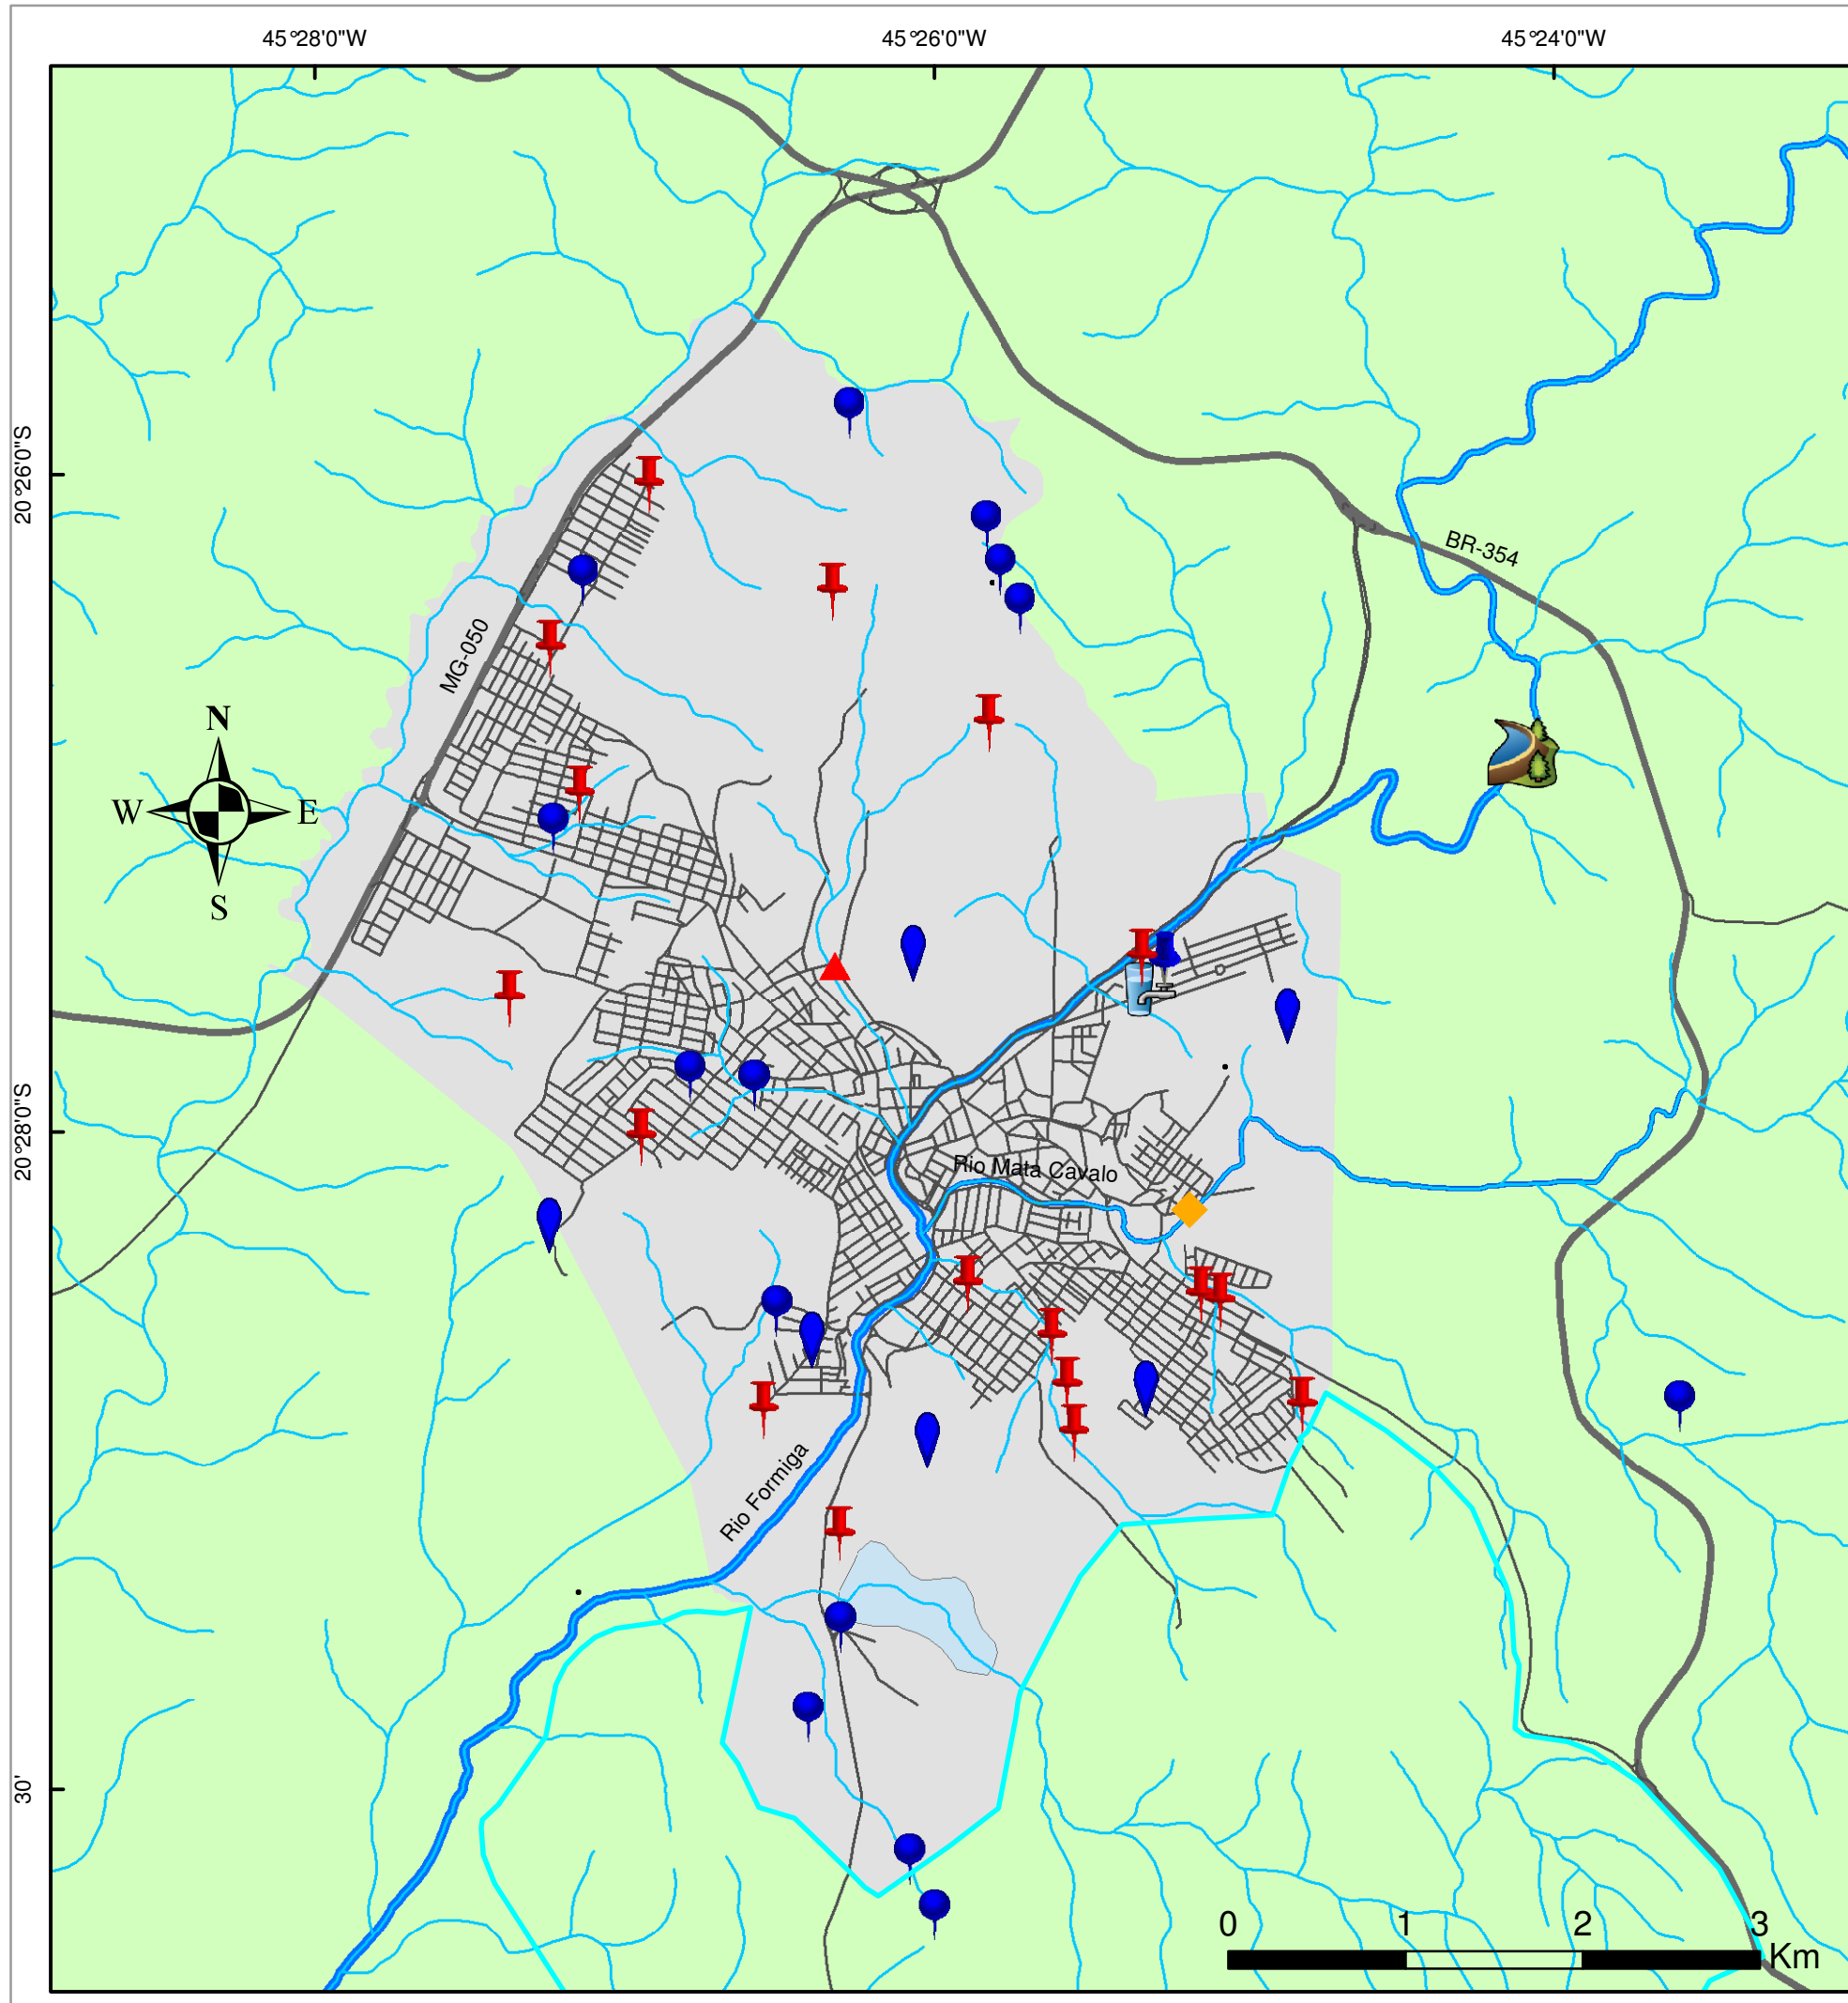 45°28'0"W
45°26'0"W
45°24'0"W
20°26'0"S
BR-354
MG-050
N
W
E
S
20°28'0"S
Rio Mata Cavalo
Rio Formiga
30'
0 1 2 3
Km